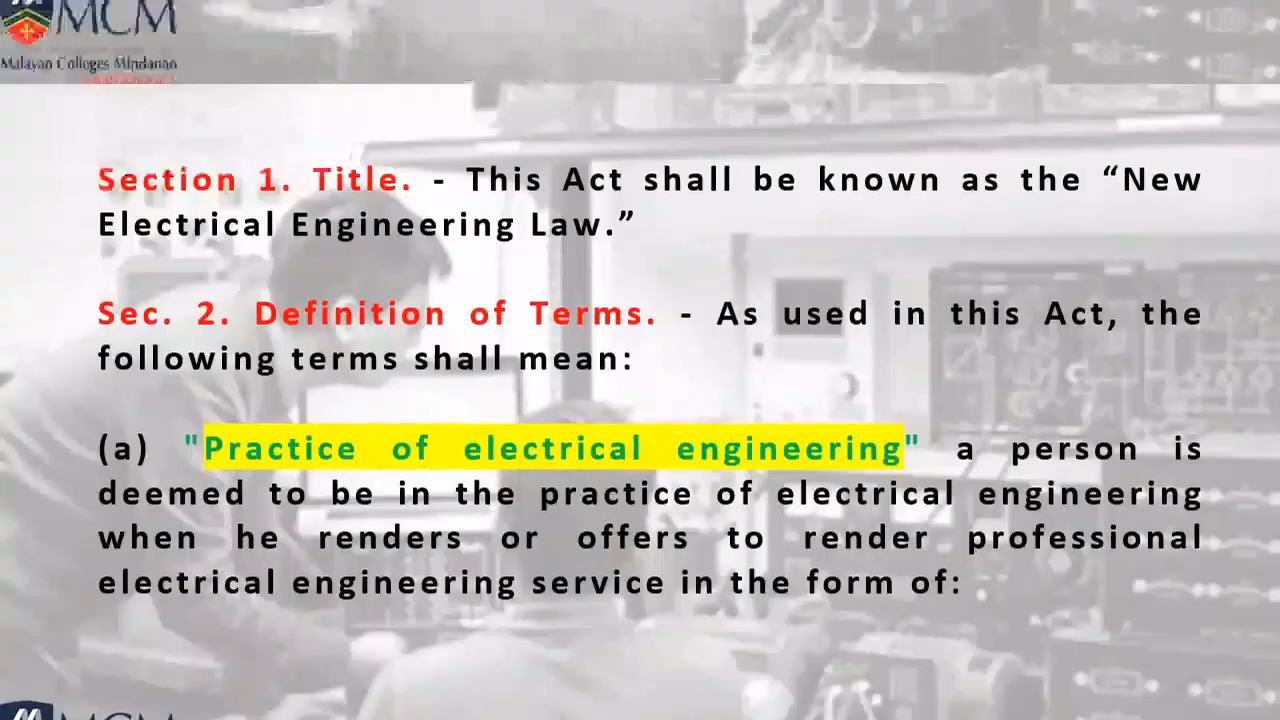 MCM
Malayan Colleges Mindanao
Section 1. Title. - This Act shall be known as the “New
Electrical Engineering Law.”
Sec. 2. Definition of Terms. - As used in this Act, the
following terms shall mean:
(a) "Practice of electrical engineering" a person is
deemed to be in the practice of electrical engineering
when he renders or offers to render professional
electrical engineering service in the form of:
MCM